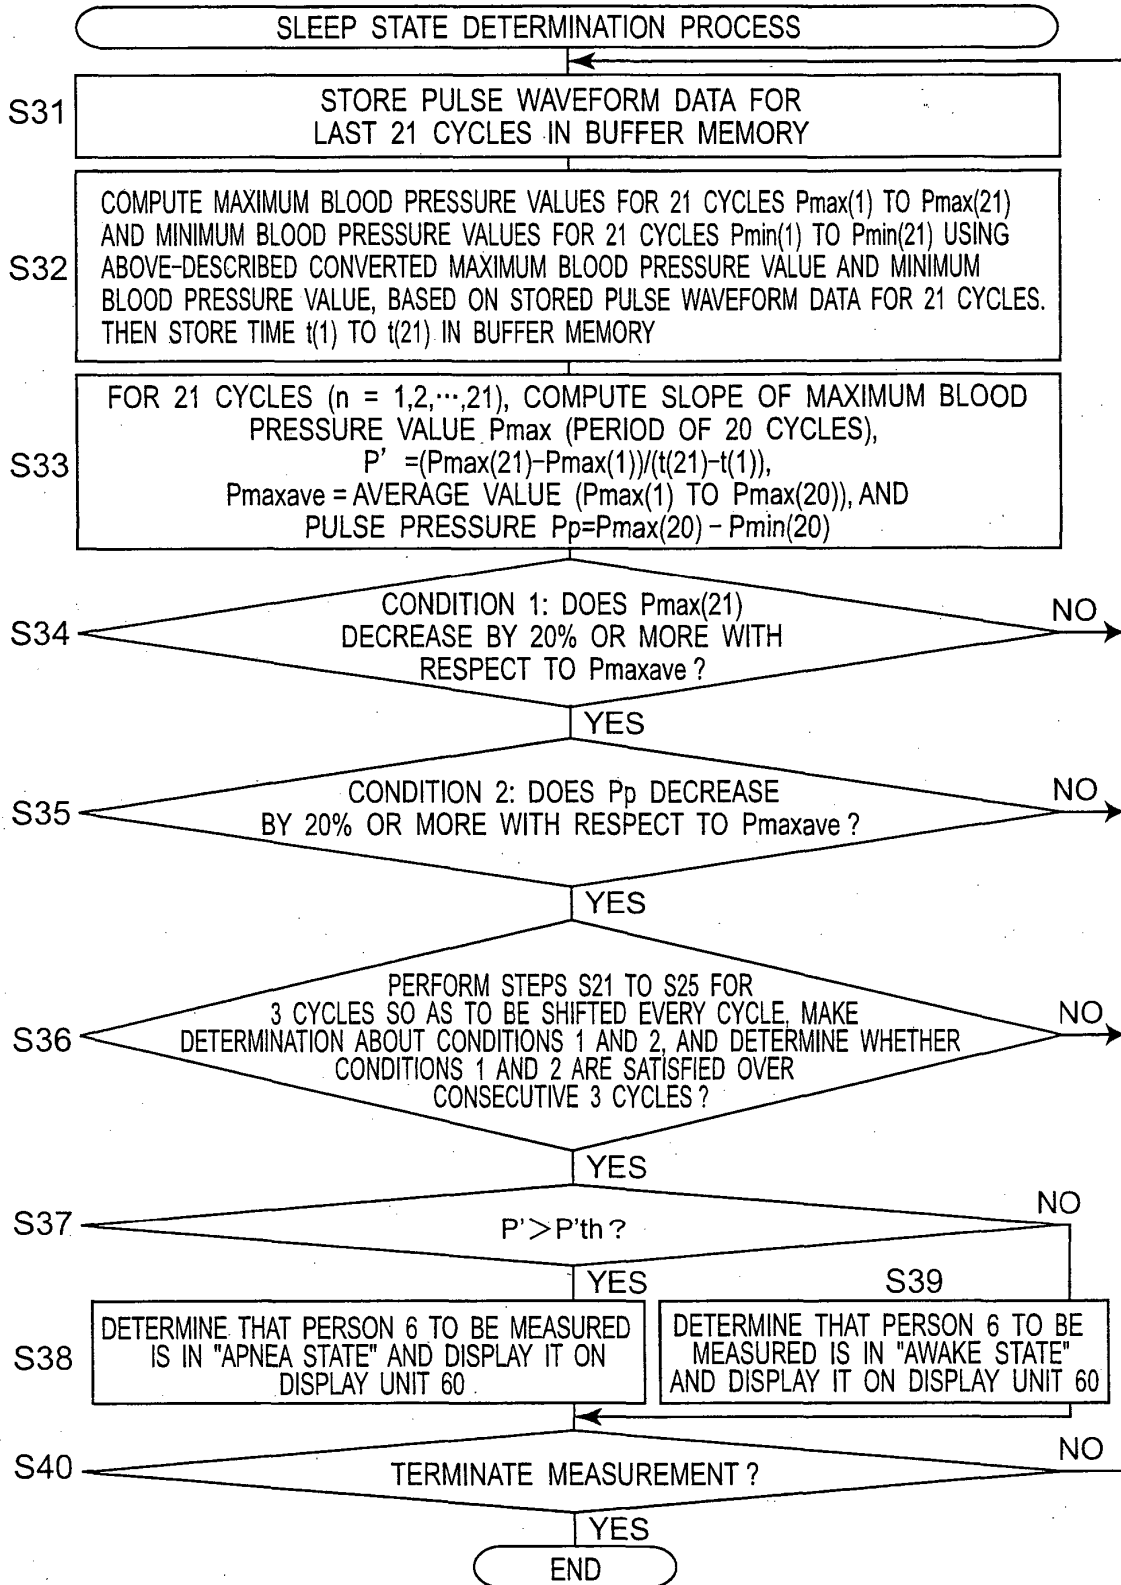 SLEEP STATE DETERMINATION PROCESS
S31
STORE PULSE WAVEFORM DATA FOR
LAST 21 CYCLES IN BUFFER MEMORY
S32
COMPUTE MAXIMUM BLOOD PRESSURE VALUES FOR 21 CYCLES Pmax(1) TO Pmax(21)
AND MINIMUM BLOOD PRESSURE VALUES FOR 21 CYCLES Pmin(1) TO Pmin(21) USING
ABOVE-DESCRIBED CONVERTED MAXIMUM BLOOD PRESSURE VALUE AND MINIMUM
BLOOD PRESSURE VALUE, BASED ON STORED PULSE WAVEFORM DATA FOR 21 CYCLES.
THEN STORE TIME t(1) TO t(21) IN BUFFER MEMORY
S33
FOR 21 CYCLES (n = 1,2,···,21), COMPUTE SLOPE OF MAXIMUM BLOOD
PRESSURE VALUE Pmax (PERIOD OF 20 CYCLES),
P' =(Pmax(21)-Pmax(1))/(t(21)-t(1)),
Pmaxave = AVERAGE VALUE (Pmax(1) TO Pmax(20)), AND
PULSE PRESSURE Pp=Pmax(20) - Pmin(20)
S34
CONDITION 1: DOES Pmax(21)
DECREASE BY 20% OR MORE WITH
RESPECT TO Pmaxave ?
NO
YES
S35
CONDITION 2: DOES Pp DECREASE
BY 20% OR MORE WITH RESPECT TO Pmaxave ?
NO
YES
S36
PERFORM STEPS S21 TO S25 FOR
3 CYCLES SO AS TO BE SHIFTED EVERY CYCLE, MAKE
DETERMINATION ABOUT CONDITIONS 1 AND 2, AND DETERMINE WHETHER
CONDITIONS 1 AND 2 ARE SATISFIED OVER
CONSECUTIVE 3 CYCLES ?
NO
YES
S37
P' > P'th ?
NO
YES
S38
DETERMINE THAT PERSON 6 TO BE MEASURED
IS IN "APNEA STATE" AND DISPLAY IT ON
DISPLAY UNIT 60
S39
DETERMINE THAT PERSON 6 TO BE
MEASURED IS IN "AWAKE STATE"
AND DISPLAY IT ON DISPLAY UNIT 60
S40
TERMINATE MEASUREMENT ?
NO
YES
END